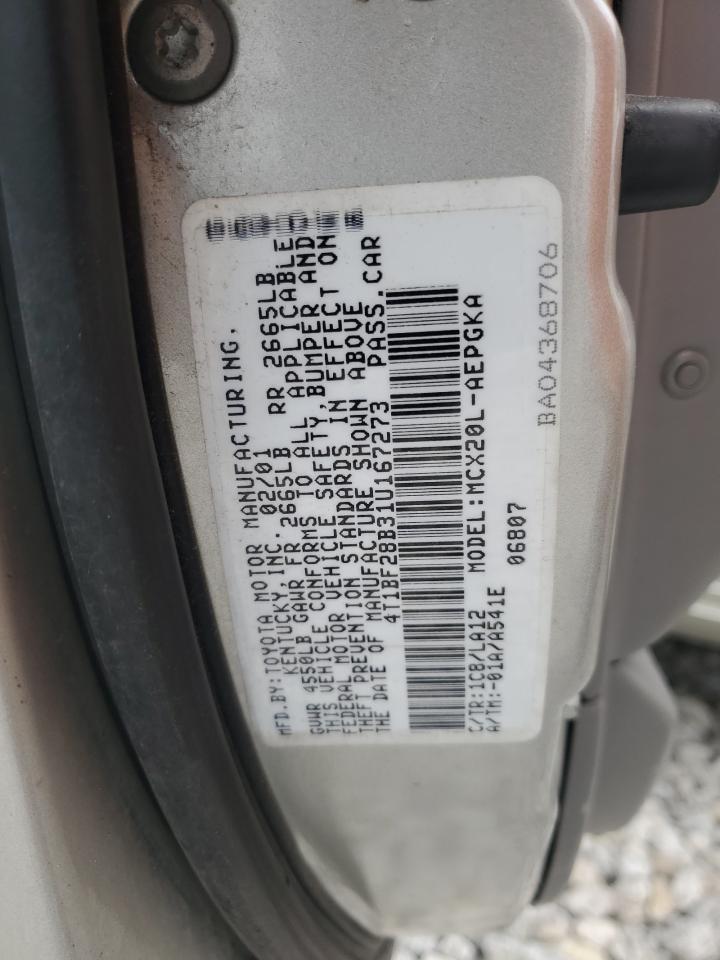 MFD.BY:TOYOTA MOTOR MANUFACTURING,
KENTUCKY,INC. 02/01
GVWR 4550LB GAWR FR 2665LB RR 2665LB
THIS VEHICLE CONFORMS TO ALL APPLICABLE
FEDERAL MOTOR VEHICLE SAFETY,BUMPER AND
THEFT PREVENTION STANDARDS IN EFFECT ON
THE DATE OF MANUFACTURE SHOWN ABOVE
4T1BF28B31U167273 PASS.CAR
C/TR:1C8/LA12 MODEL:MCX20L-AEPGKA
A/TM:-01A/A541E 06807
BA04368706